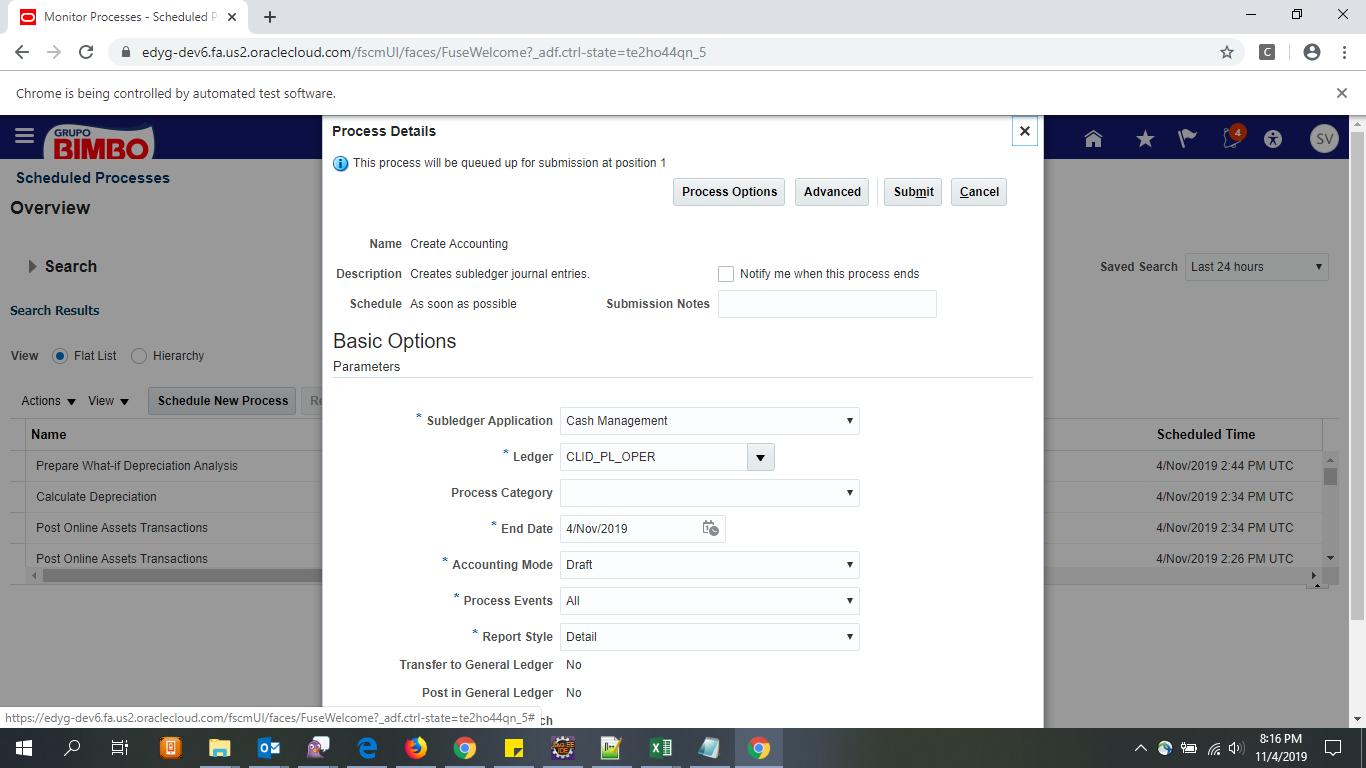 Monitor Processes - Scheduled P
edyg-dev6.fa.us2.oraclecloud.com/fscmUI/faces/FuseWelcome?_adf.ctrl-state=te2ho44qn_5
C
Chrome is being controlled by automated test software.
GRUPO
BIMBO
4
SV
Scheduled Processes
Overview
Search
Saved Search Last 24 hours
Search Results
View Flat List Hierarchy
Actions View Schedule New Process Re
Name Scheduled Time
Prepare What-if Depreciation Analysis 4/Nov/2019 2:44 PM UTC
Calculate Depreciation 4/Nov/2019 2:34 PM UTC
Post Online Assets Transactions 4/Nov/2019 2:34 PM UTC
Post Online Assets Transactions 4/Nov/2019 2:26 PM UTC
Process Details
This process will be queued up for submission at position 1
Process Options Advanced Submit Cancel
Name Create Accounting
Description Creates subledger journal entries. Notify me when this process ends
Schedule As soon as possible Submission Notes
Basic Options
Parameters
* Subledger Application Cash Management
* Ledger CLID_PL_OPER
Process Category
* End Date 4/Nov/2019
* Accounting Mode Draft
* Process Events All
* Report Style Detail
Transfer to General Ledger No
Post in General Ledger No
ch
https://edyg-dev6.fa.us2.oraclecloud.com/fscmUI/faces/FuseWelcome?_adf.ctrl-state=te2ho44qn_5#
8:16 PM
11/4/2019